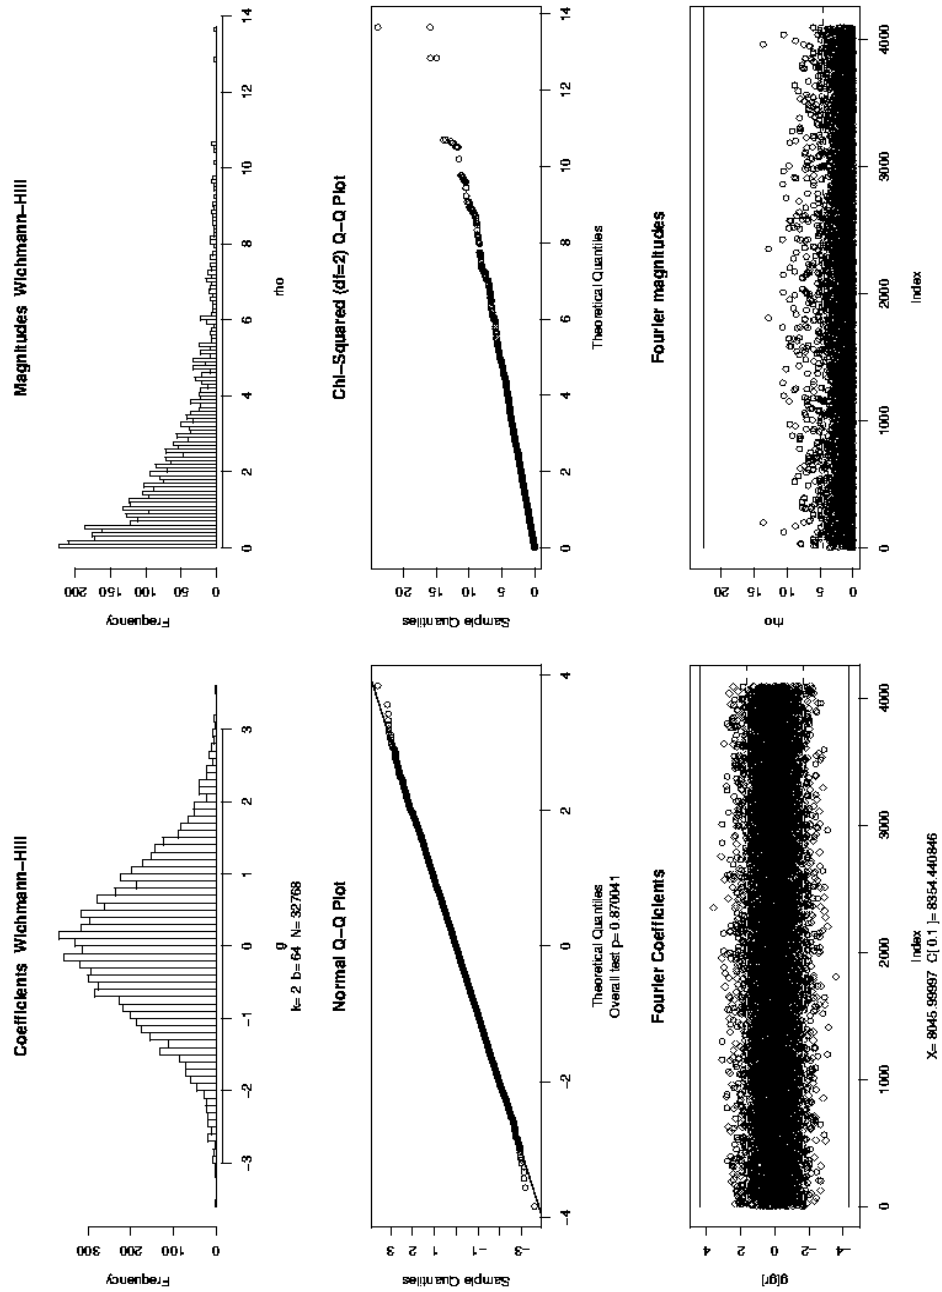 Coefficients Wichmann–Hill
Frequency
0 100 200 300
−3 −2 −1 0 1 2 3
g
k= 2 b= 64 N= 32768
Magnitudes Wichmann–Hill
Frequency
0 50 100 150 200
0 2 4 6 8 10 12 14
rho
Normal Q–Q Plot
Sample Quantiles
−3 −1 1 2 3
−4 −2 0 2 4
Theoretical Quantiles
Overall test p= 0.870041
Chi–Squared (df=2) Q–Q Plot
Sample Quantiles
0 5 10 15 20
0 2 4 6 8 10 12 14
Theoretical Quantiles
Fourier Coefficients
g[gr]
−4 −2 0 2 4
0 1000 2000 3000 4000
Index
X= 8045.99997 C[ 0.1 ]= 8354.440846
Fourier magnitudes
rho
0 5 10 15 20
0 1000 2000 3000 4000
Index